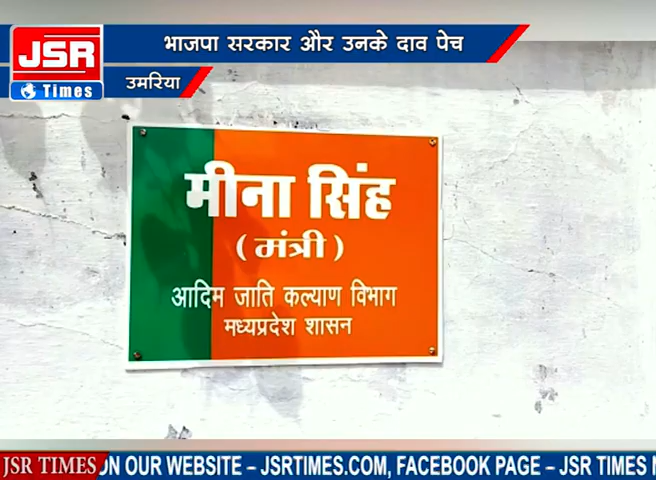 JSR
Times
भाजपा सरकार और उनके दाव पेच
उमरिया
मीना सिंह
(मंत्री)
आदिम जाति कल्याण विभाग
मध्यप्रदेश शासन
JSR TIMES
ON OUR WEBSITE – JSRTIMES.COM, FACEBOOK PAGE – JSR TIMES